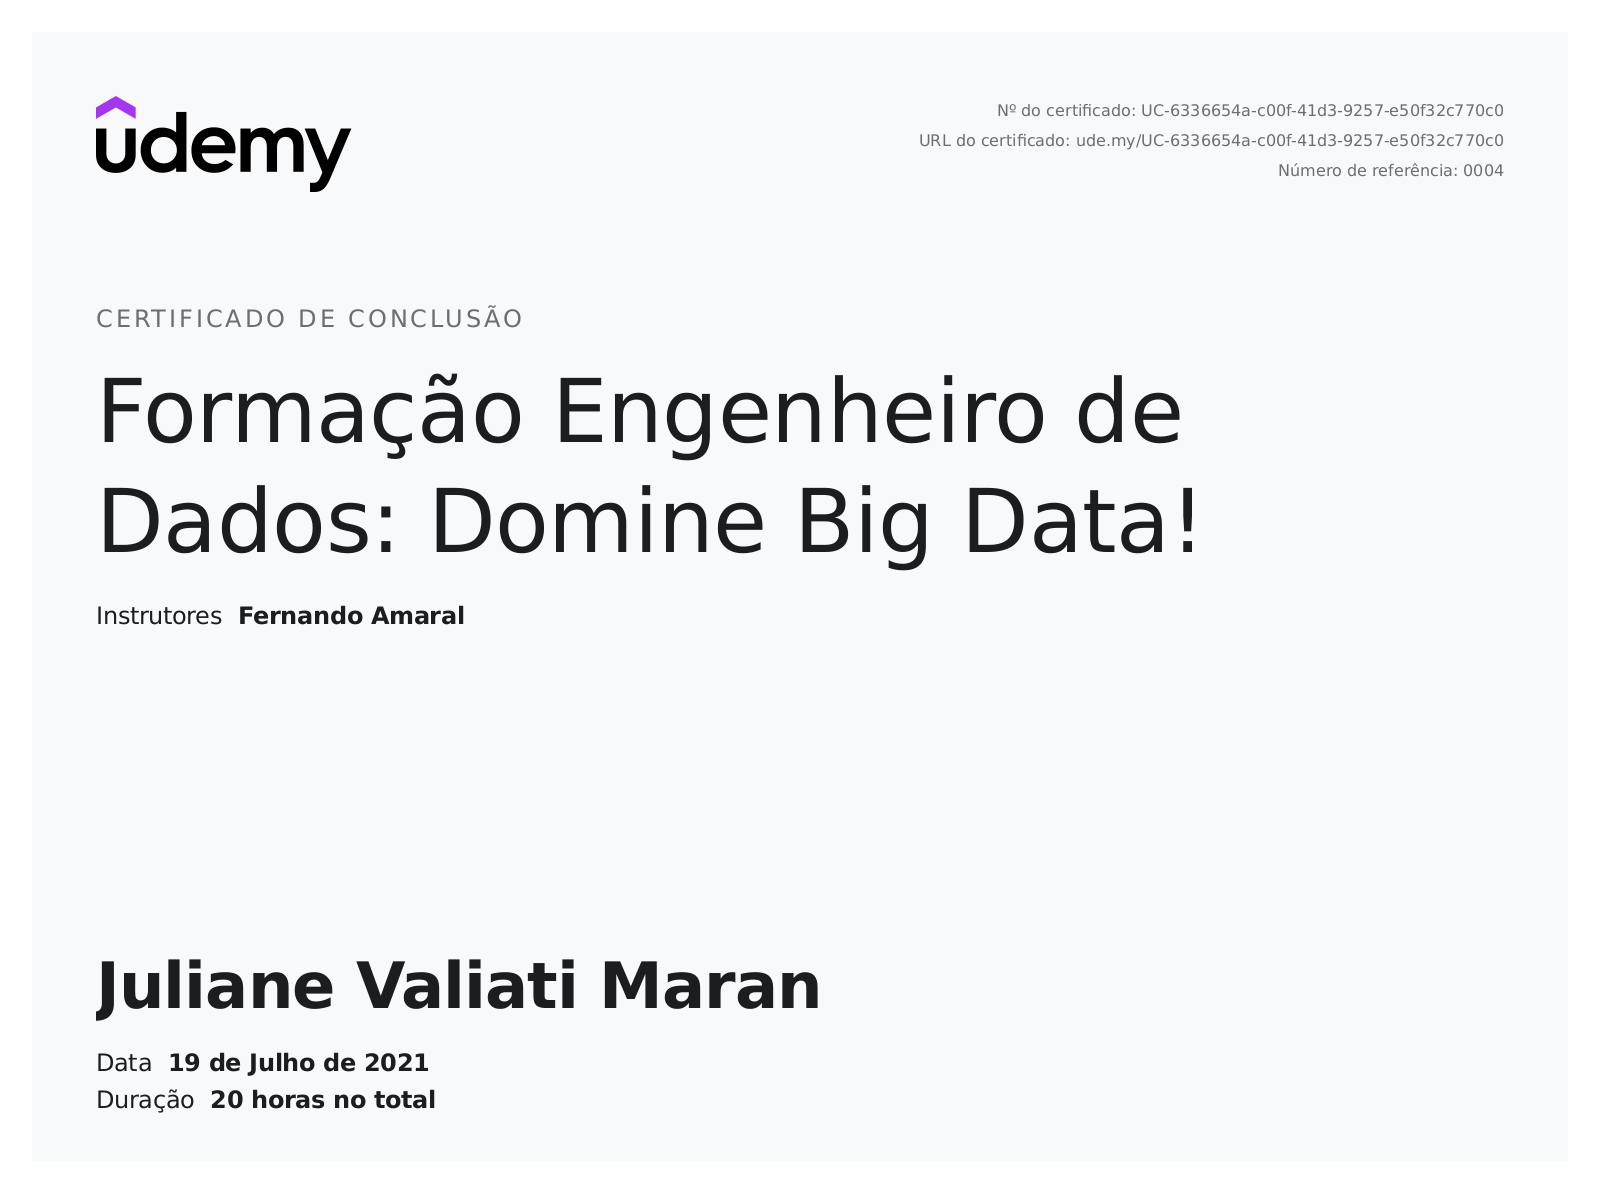 udemy
Nº do certificado: UC-6336654a-c00f-41d3-9257-e50f32c770c0
URL do certificado: ude.my/UC-6336654a-c00f-41d3-9257-e50f32c770c0
Número de referência: 0004
CERTIFICADO DE CONCLUSÃO
Formação Engenheiro de
Dados: Domine Big Data!
Instrutores Fernando Amaral
Juliane Valiati Maran
Data 19 de Julho de 2021
Duração 20 horas no total